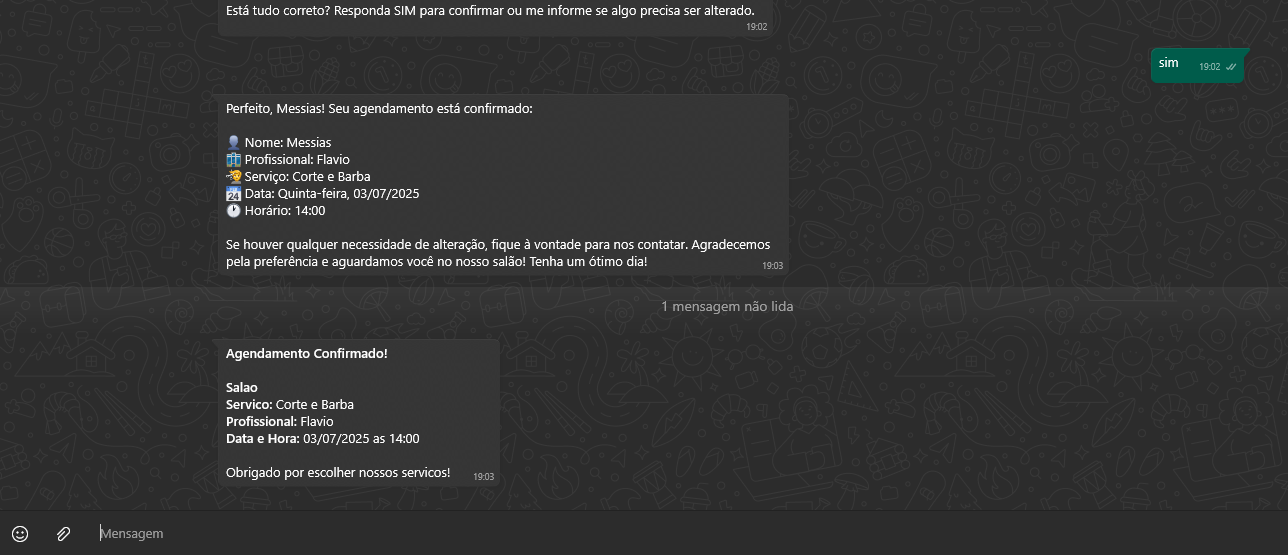 Está tudo correto? Responda SIM para confirmar ou me informe se algo precisa ser alterado.
19:02
sim
19:02
Perfeito, Messias! Seu agendamento está confirmado:
Nome: Messias
Profissional: Flavio
Serviço: Corte e Barba
Data: Quinta-feira, 03/07/2025
Horário: 14:00
Se houver qualquer necessidade de alteração, fique à vontade para nos contatar. Agradecemos
pela preferência e aguardamos você no nosso salão! Tenha um ótimo dia!
19:03
1 mensagem não lida
Agendamento Confirmado!
Salao
Servico: Corte e Barba
Profissional: Flavio
Data e Hora: 03/07/2025 as 14:00
Obrigado por escolher nossos servicos!
19:03
Mensagem